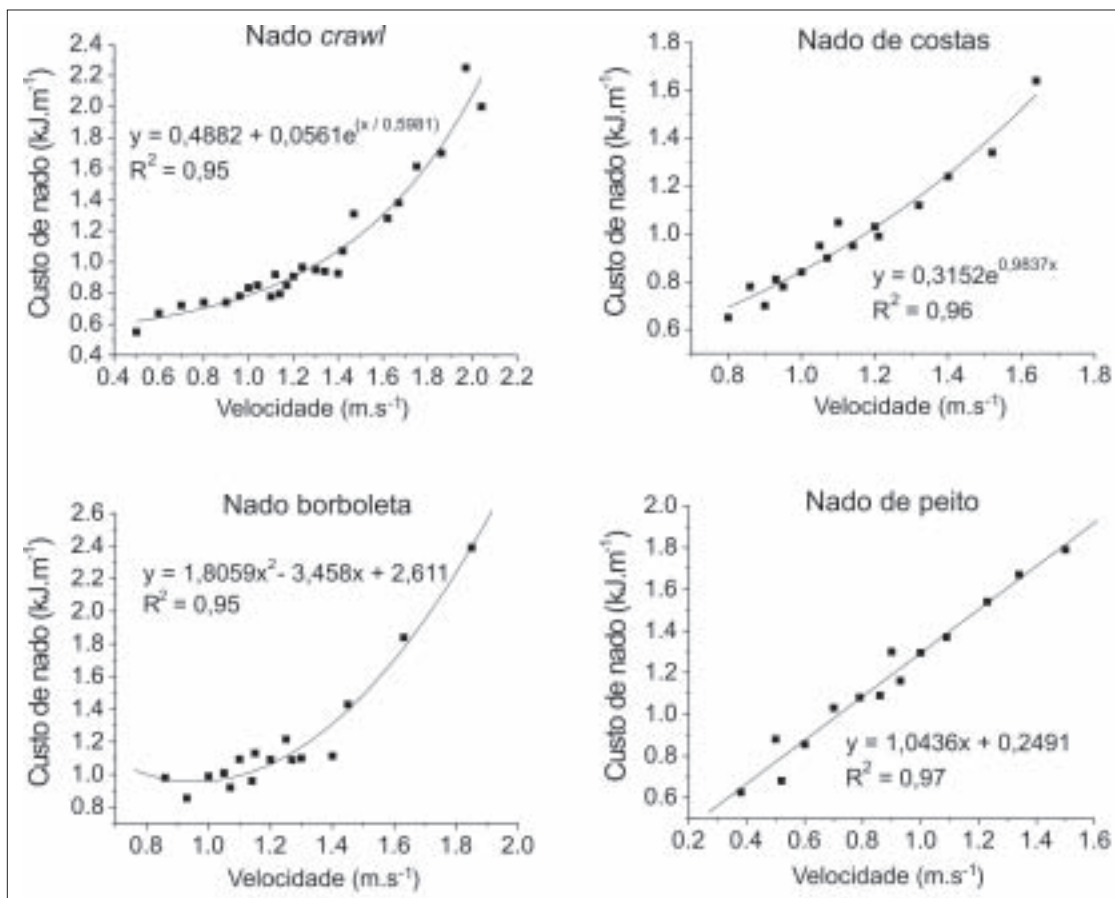 Nado crawl
Custo de nado (kJ.m⁻¹)
2.4
2.2
2.0
1.8
1.6
1.4
1.2
1.0
0.8
0.6
0.4
y = 0,4882 + 0,0561e^(x / 0,5981)
R² = 0,95
0.4 0.6 0.8 1.0 1.2 1.4 1.6 1.8 2.0 2.2
Velocidade (m.s⁻¹)
Nado de costas
Custo de nado (kJ.m⁻¹)
1.8
1.6
1.4
1.2
1.0
0.8
0.6
y = 0,3152e^0,9837x
R² = 0,96
0.8 1.0 1.2 1.4 1.6 1.8
Velocidade (m.s⁻¹)
Nado borboleta
Custo de nado (kJ.m⁻¹)
2.6
2.4
2.2
2.0
1.8
1.6
1.4
1.2
1.0
0.8
y = 1,8059x² - 3,458x + 2,611
R² = 0,95
0.8 1.0 1.2 1.4 1.6 1.8 2.0
Velocidade (m.s⁻¹)
Nado de peito
Custo de nado (kJ.m⁻¹)
2.0
1.8
1.6
1.4
1.2
1.0
0.8
0.6
y = 1,0436x + 0,2491
R² = 0,97
0.2 0.4 0.6 0.8 1.0 1.2 1.4 1.6
Velocidade (m.s⁻¹)